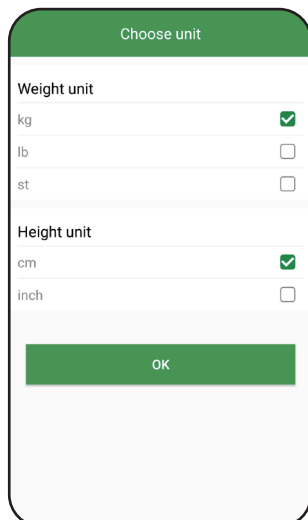 Choose unit
Weight unit
kg
lb
st
Height unit
cm
inch
OK